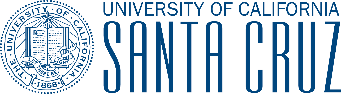 THE UNIVERSITY OF CALIFORNIA
1868
UNIVERSITY OF CALIFORNIA
SANTA CRUZ